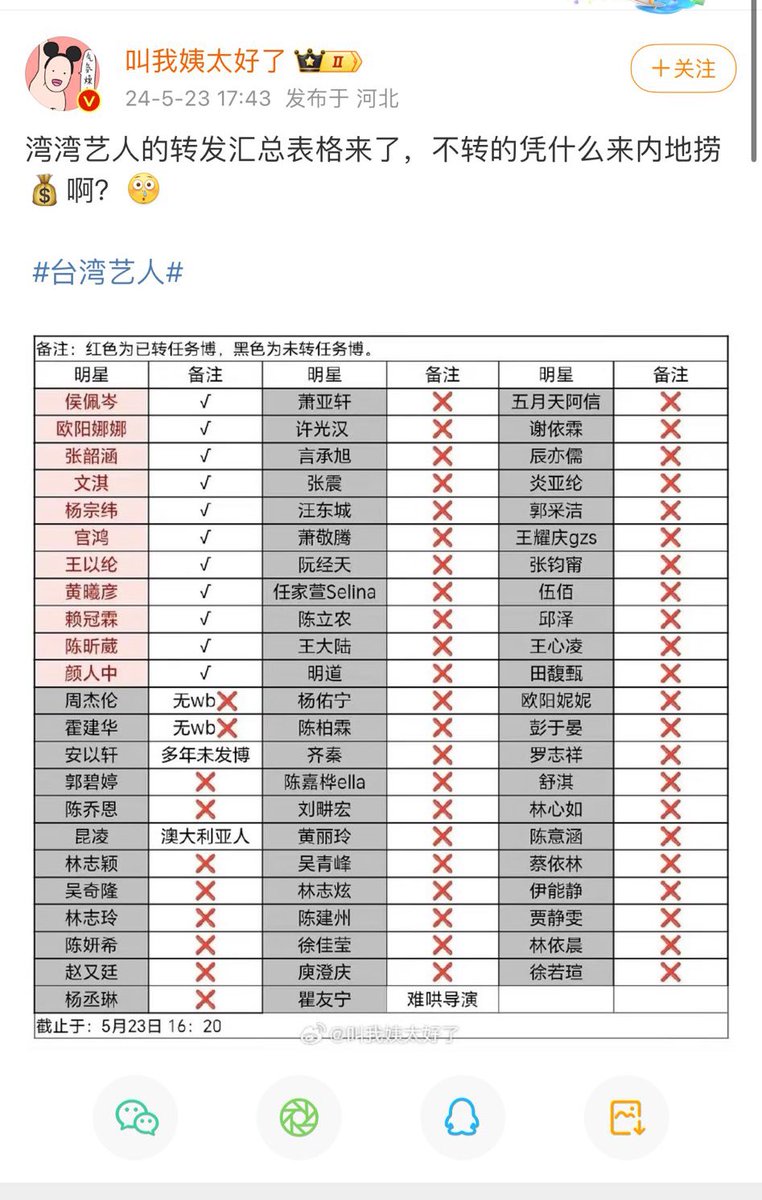 叫我姨太好了 II
24-5-23 17:43 发布于 河北
+关注
湾湾艺人的转发汇总表格来了，不转的凭什么来内地捞
💰啊？
#台湾艺人#
备注：红色为已转任务博，黑色为未转任务博。
明星 备注 明星 备注 明星 备注
侯佩岑 √ 萧亚轩 ❌ 五月天阿信 ❌
欧阳娜娜 √ 许光汉 ❌ 谢依霖 ❌
张韶涵 √ 言承旭 ❌ 辰亦儒 ❌
文淇 √ 张震 ❌ 炎亚纶 ❌
杨宗纬 √ 汪东城 ❌ 郭采洁 ❌
官鸿 √ 萧敬腾 ❌ 王耀庆gzs ❌
王以纶 √ 阮经天 ❌ 张钧甯 ❌
黄曦彦 √ 任家萱Selina ❌ 伍佰 ❌
赖冠霖 √ 陈立农 ❌ 邱泽 ❌
陈昕葳 √ 王大陆 ❌ 王心凌 ❌
颜人中 √ 明道 ❌ 田馥甄 ❌
周杰伦 无wb❌ 杨佑宁 ❌ 欧阳妮妮 ❌
霍建华 无wb❌ 陈柏霖 ❌ 彭于晏 ❌
安以轩 多年未发博 齐秦 ❌ 罗志祥 ❌
郭碧婷 ❌ 陈嘉桦ella ❌ 舒淇 ❌
陈乔恩 ❌ 刘畊宏 ❌ 林心如 ❌
昆凌 澳大利亚人 黄丽玲 ❌ 陈意涵 ❌
林志颖 ❌ 吴青峰 ❌ 蔡依林 ❌
吴奇隆 ❌ 林志炫 ❌ 伊能静 ❌
林志玲 ❌ 陈建州 ❌ 贾静雯 ❌
陈妍希 ❌ 徐佳莹 ❌ 林依晨 ❌
赵又廷 ❌ 庾澄庆 ❌ 徐若瑄 ❌
杨丞琳 ❌ 瞿友宁 难哄导演
截止于：5月23日 16：20
@叫我姨太好了